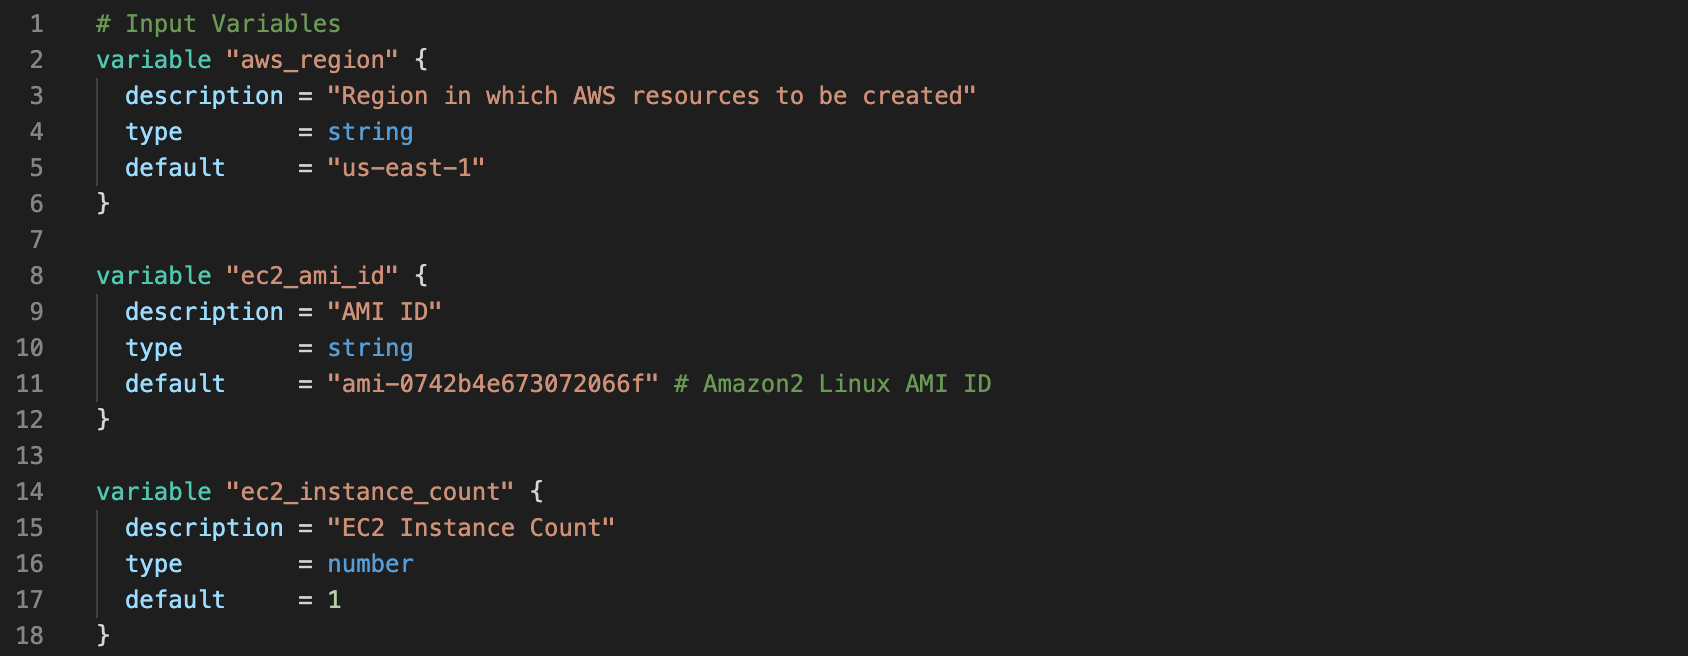 1 # Input Variables
2 variable "aws_region" {
3 description = "Region in which AWS resources to be created"
4 type = string
5 default = "us-east-1"
6 }
7
8 variable "ec2_ami_id" {
9 description = "AMI ID"
10 type = string
11 default = "ami-0742b4e673072066f" # Amazon2 Linux AMI ID
12 }
13
14 variable "ec2_instance_count" {
15 description = "EC2 Instance Count"
16 type = number
17 default = 1
18 }